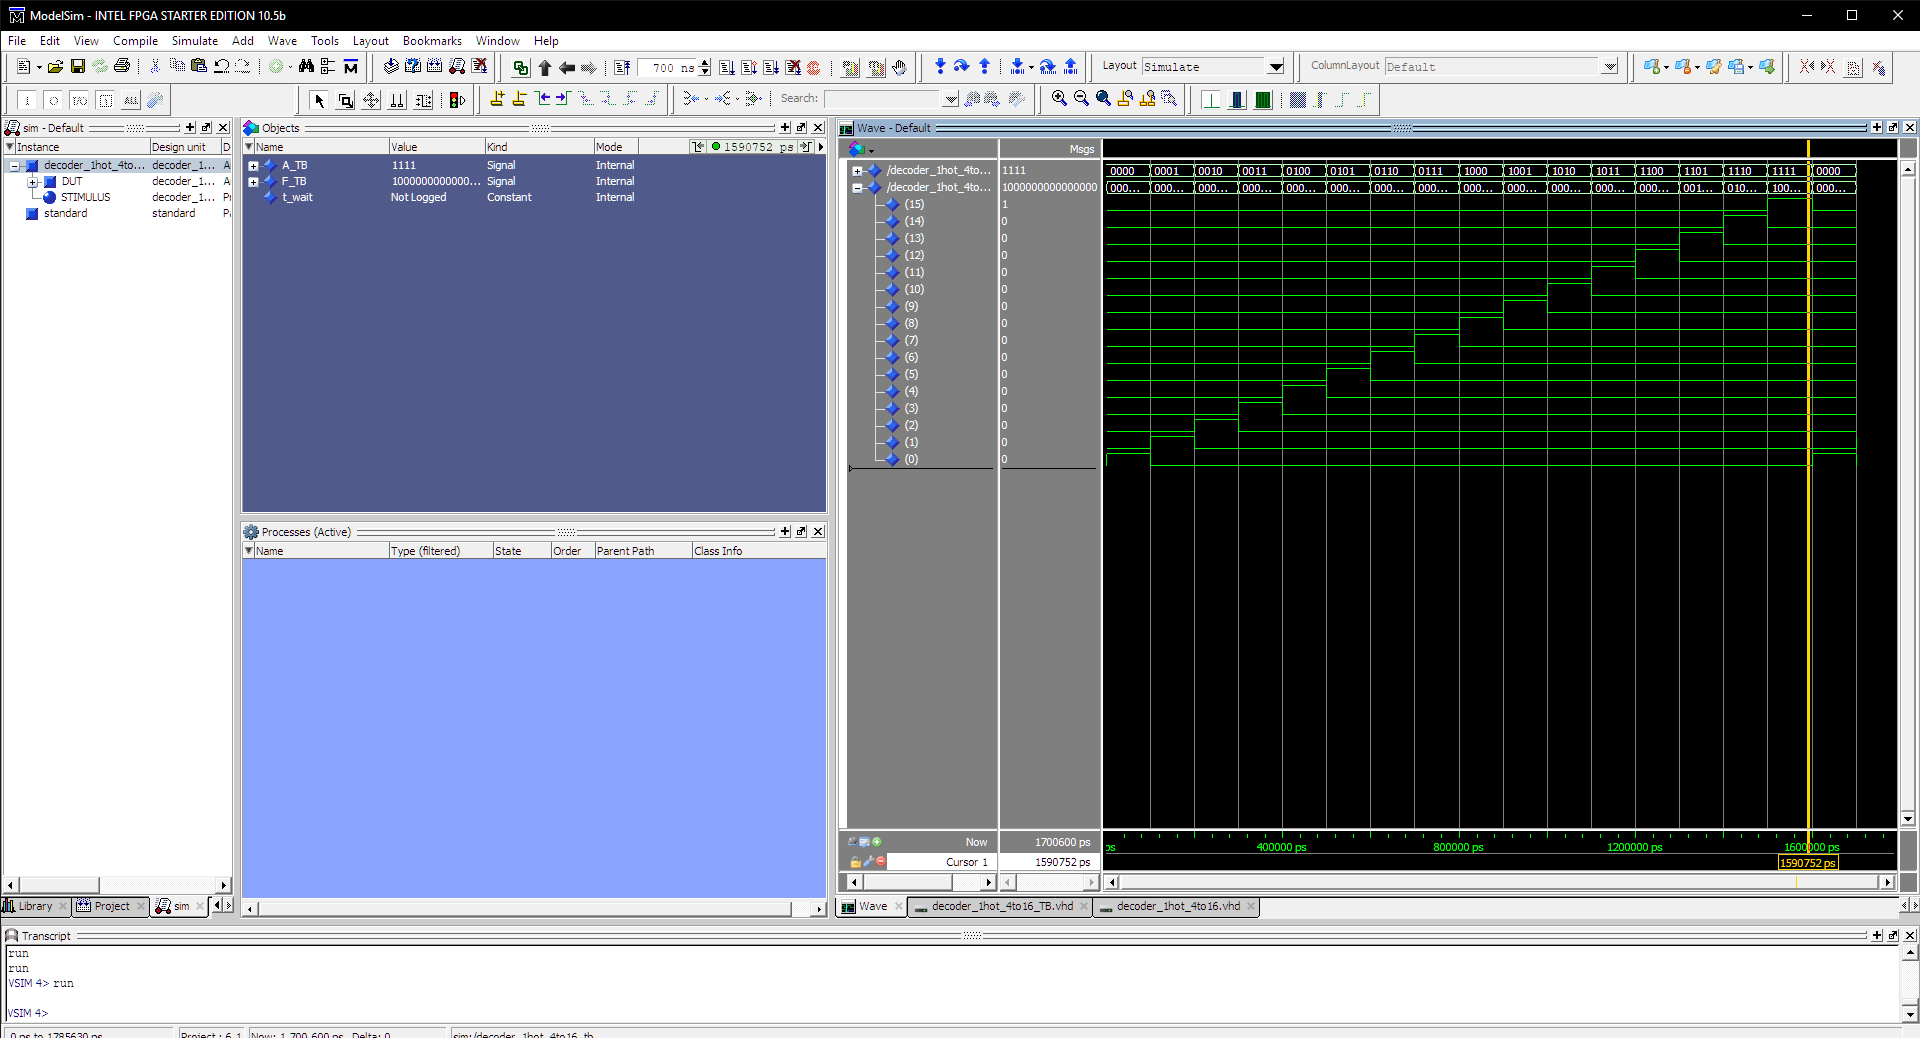 ModelSim - INTEL FPGA STARTER EDITION 10.5b
File Edit View Compile Simulate Add Wave Tools Layout Bookmarks Window Help
700 ns
Layout Simulate
ColumnLayout Default
ALL
Search:
sim - Default
Instance Design unit D
decoder_1hot_4to... decoder_1... A
DUT decoder_1... A
STIMULUS decoder_1... P
standard standard P
Library Project sim
Objects
Name Value Kind Mode 1590752 ps
A_TB 1111 Signal Internal
F_TB 1000000000000... Signal Internal
t_wait Not Logged Constant Internal
Processes (Active)
Name Type (filtered) State Order Parent Path Class Info
Wave - Default
Msgs
/decoder_1hot_4to... 1111 0000 0001 0010 0011 0100 0101 0110 0111 1000 1001 1010 1011 1100 1101 1110 1111 0000
/decoder_1hot_4to... 1000000000000000 000... 000... 000... 000... 000... 000... 000... 000... 000... 000... 000... 000... 000... 001... 010... 100... 000...
(15) 1
(14) 0
(13) 0
(12) 0
(11) 0
(10) 0
(9) 0
(8) 0
(7) 0
(6) 0
(5) 0
(4) 0
(3) 0
(2) 0
(1) 0
(0) 0
Now 1700600 ps ps 400000 ps 800000 ps 1200000 ps 1600000 ps
Cursor 1 1590752 ps 1590752 ps
Wave decoder_1hot_4to16_TB.vhd decoder_1hot_4to16.vhd
Transcript
run
run
VSIM 4> run
VSIM 4>
0 ps to 1785630 ps Project : 6_1 Now: 1,700,600 ps Delta: 0 sim:/decoder_1hot_4to16_tb